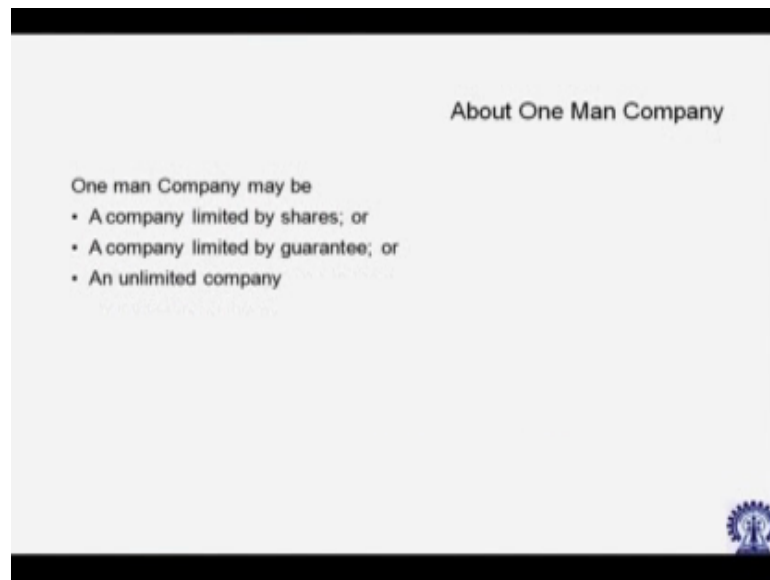 About One Man Company
One man Company may be
• A company limited by shares; or
• A company limited by guarantee; or
• An unlimited company